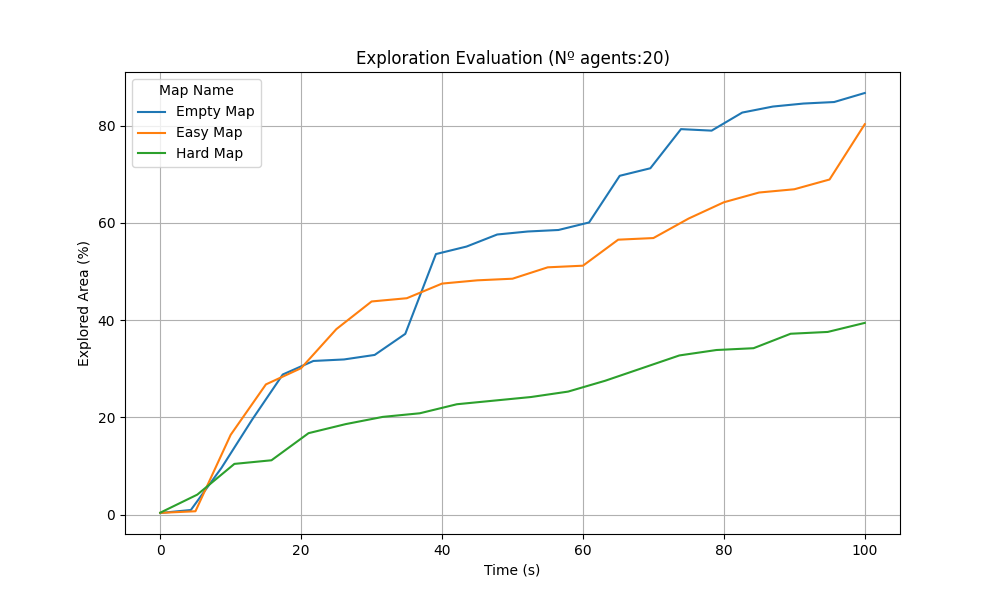 Exploration Evaluation (Nº agents:20)
Map Name
Empty Map
Easy Map
Hard Map
Explored Area (%)
80
60
40
20
0
0 20 40 60 80 100
Time (s)